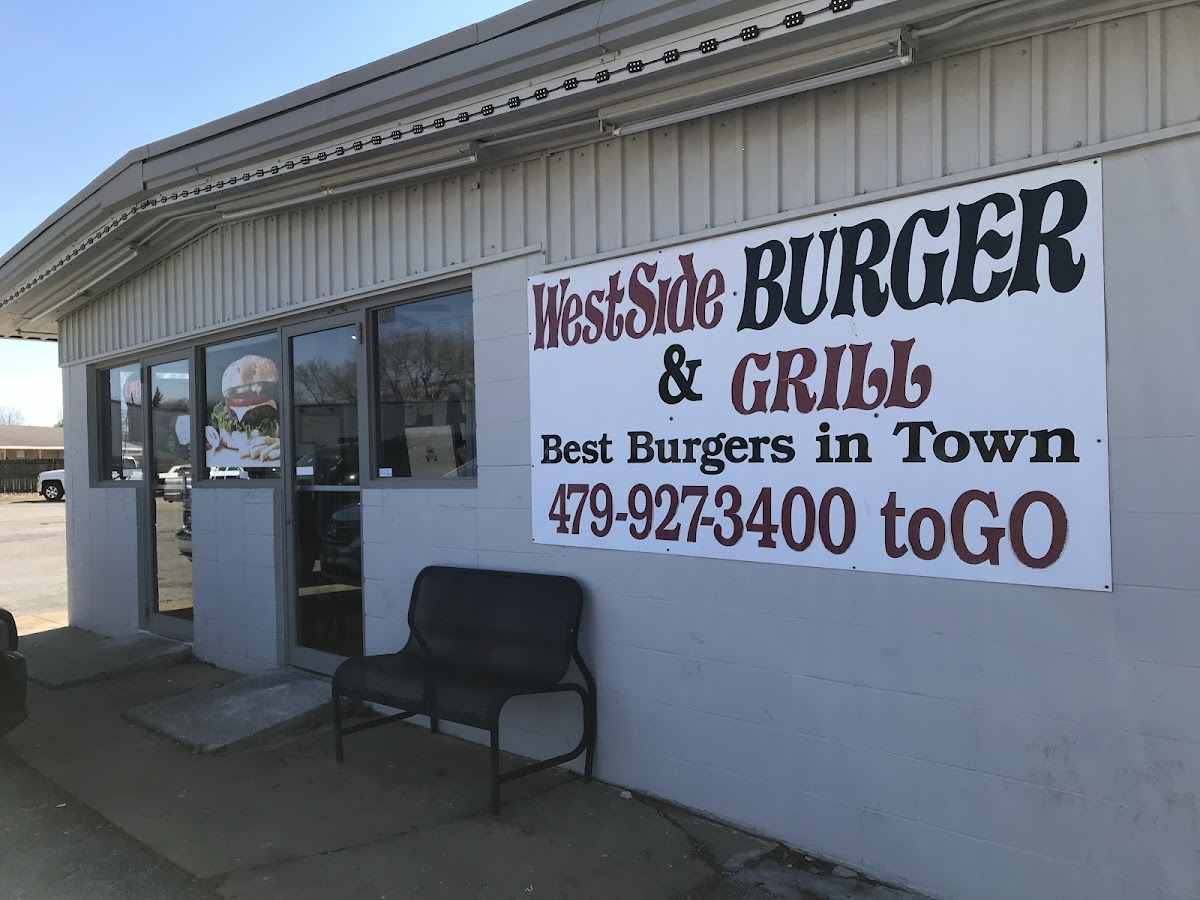 WestSide BURGER
& GRILL
Best Burgers in Town
479-927-3400 toGO